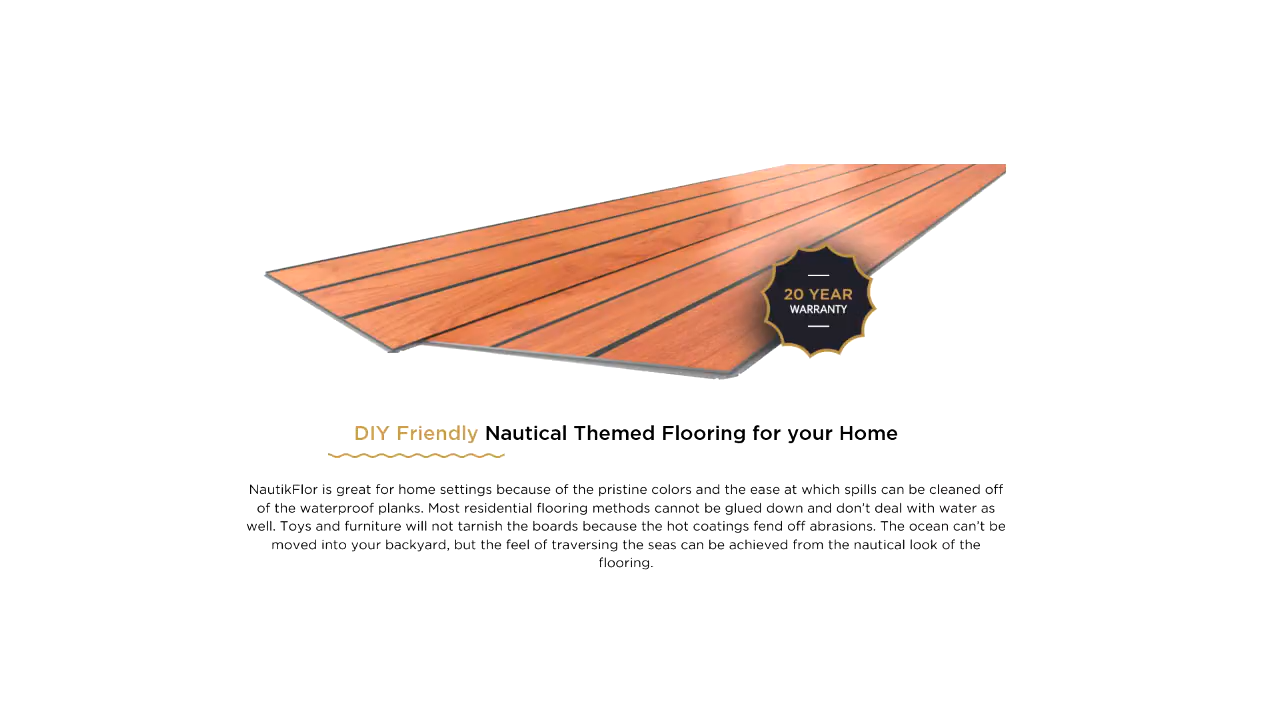 20 YEAR
WARRANTY
DIY Friendly Nautical Themed Flooring for your Home
NautikFlor is great for home settings because of the pristine colors and the ease at which spills can be cleaned off
of the waterproof planks. Most residential flooring methods cannot be glued down and don’t deal with water as
well. Toys and furniture will not tarnish the boards because the hot coatings fend off abrasions. The ocean can’t be
moved into your backyard, but the feel of traversing the seas can be achieved from the nautical look of the
flooring.